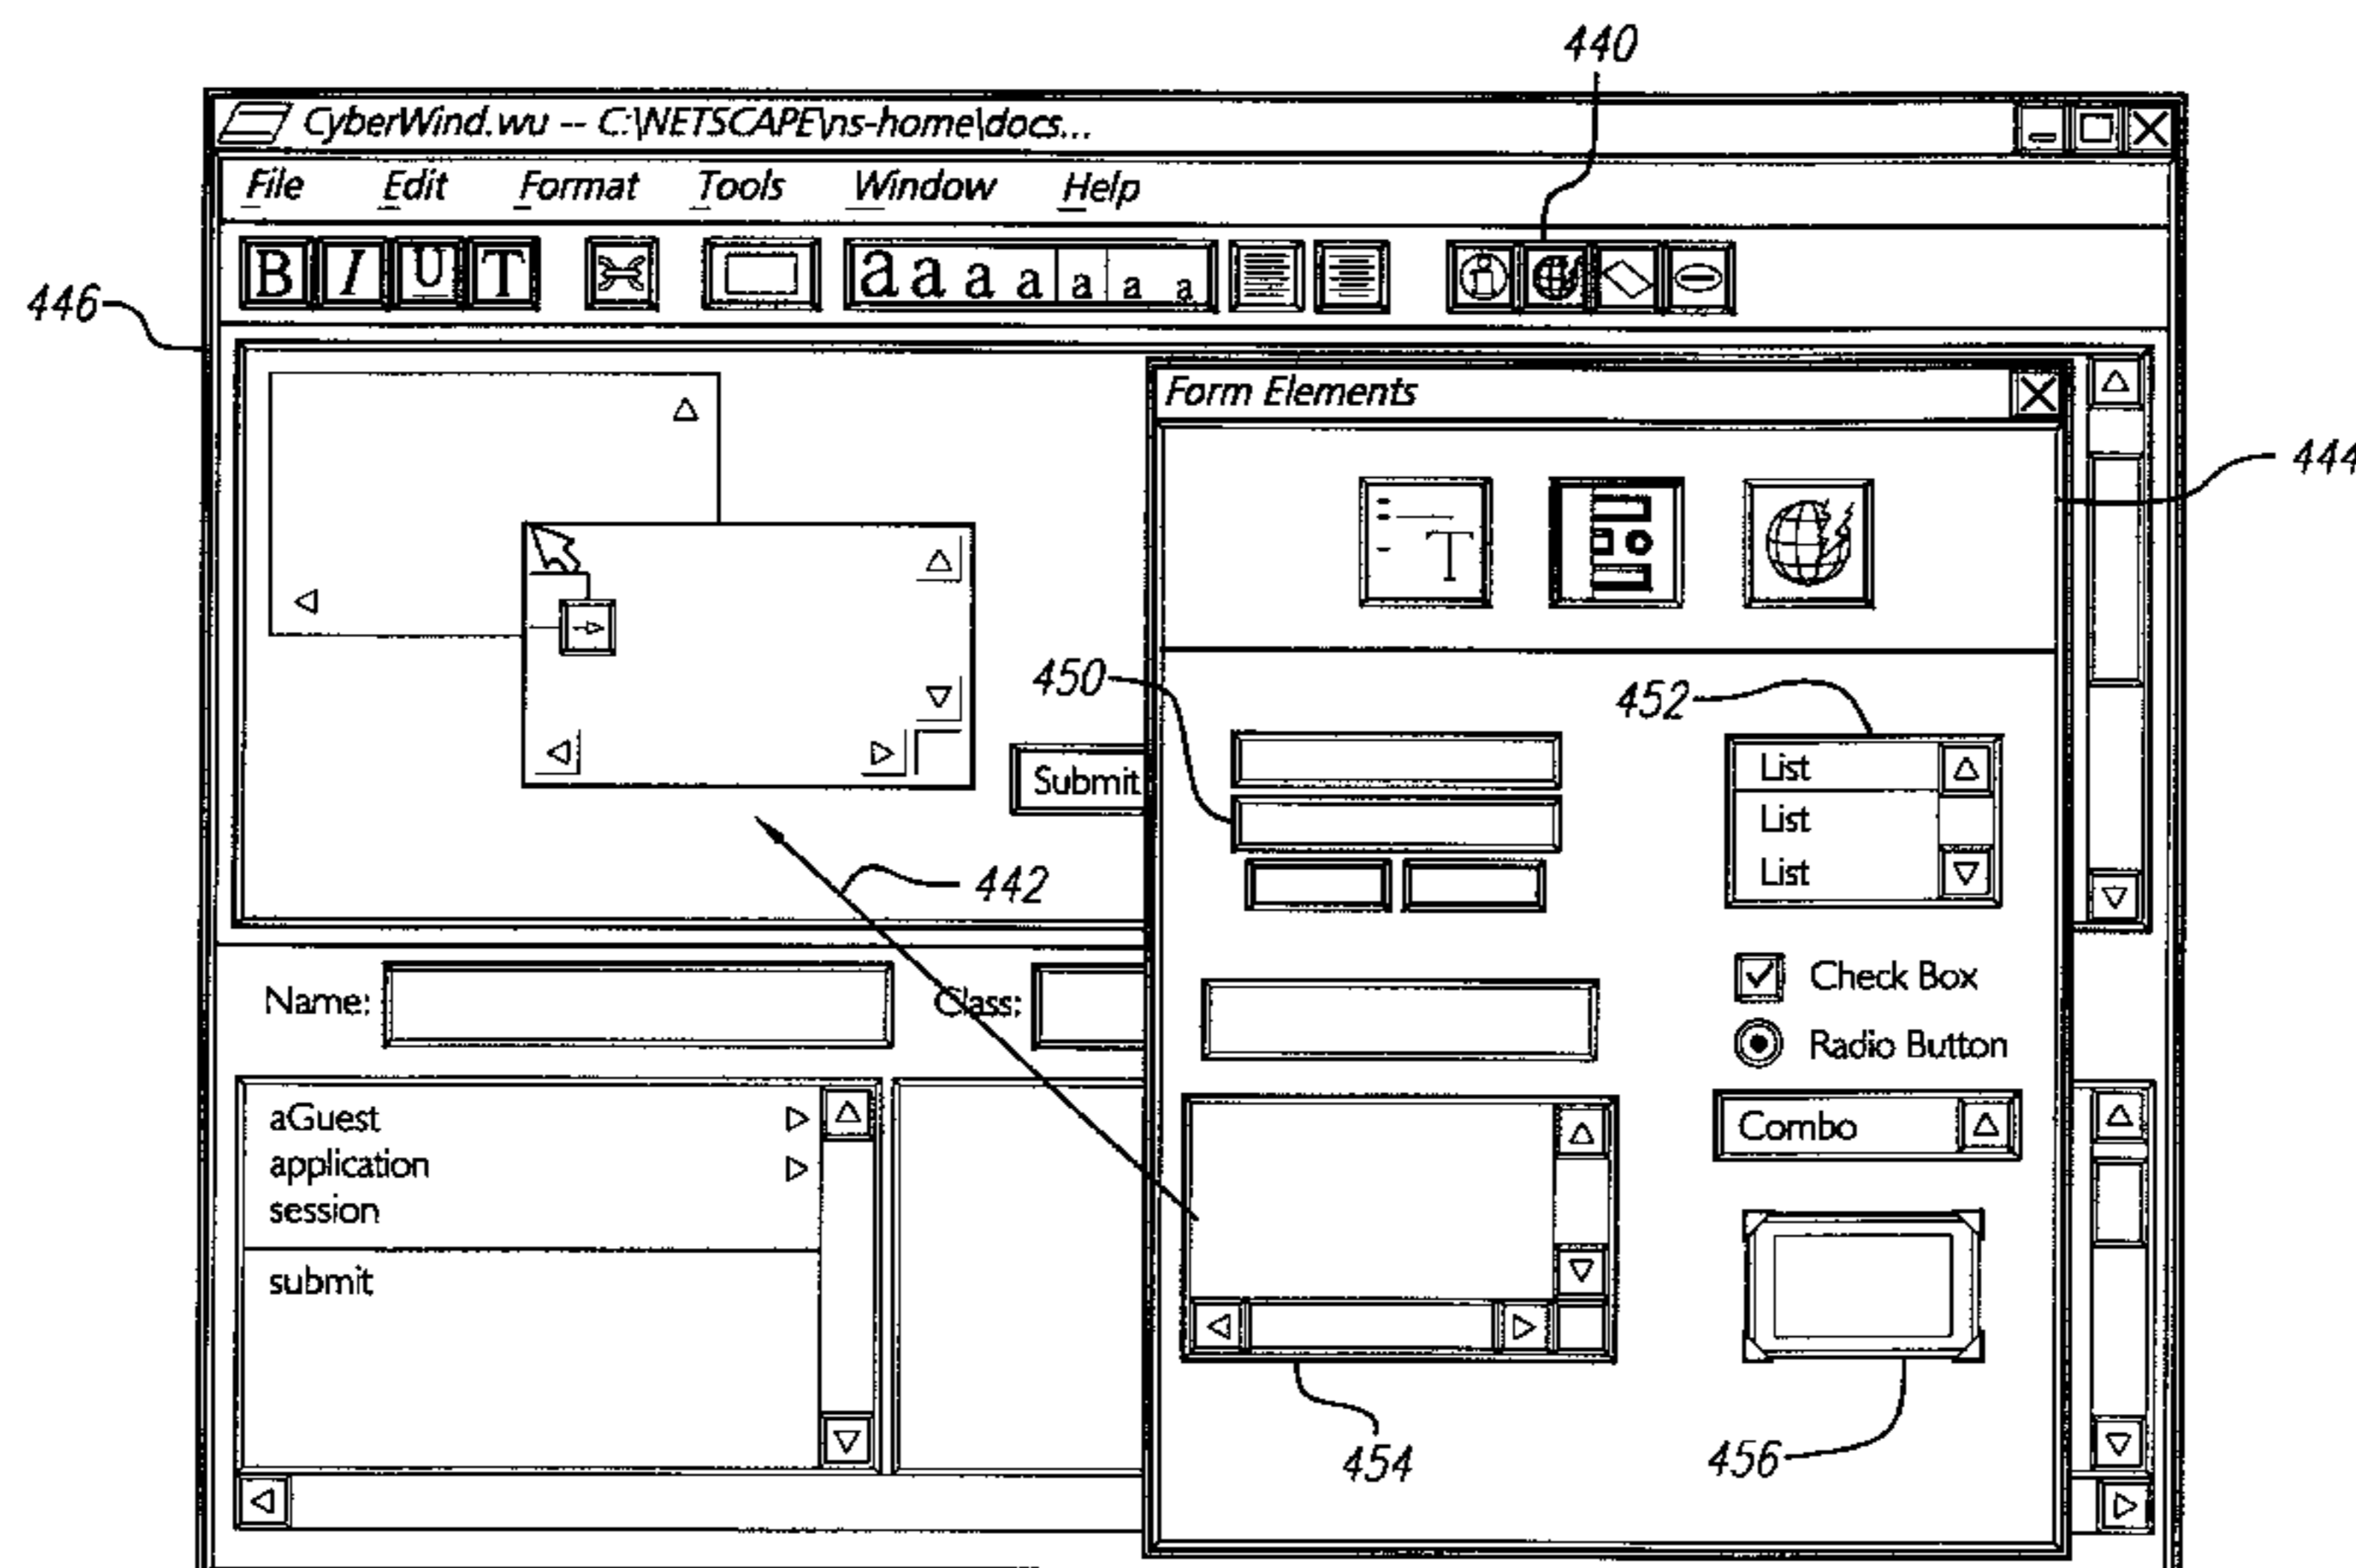 440
CyberWind.wu -- C:\NETSCAPE\ns-home\docs...
File Edit Format Tools Window Help
B I U T a a a a a a a i
446
Form Elements
444
T
450
452
List
Submit
List
List
442
Check Box
Name: Class:
Radio Button
aGuest
Combo
application
session
submit
454
456